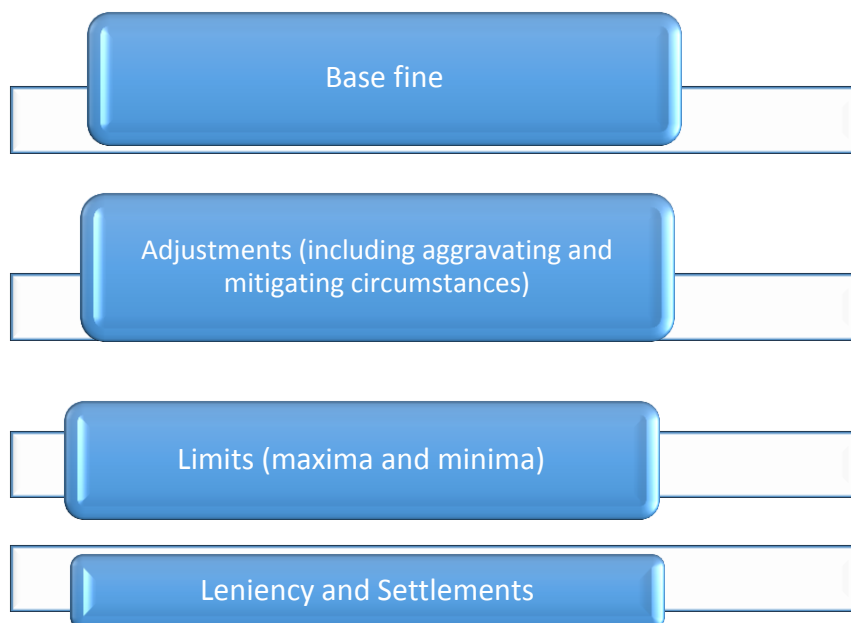 Base fine
Adjustments (including aggravating and
mitigating circumstances)
Limits (maxima and minima)
Leniency and Settlements